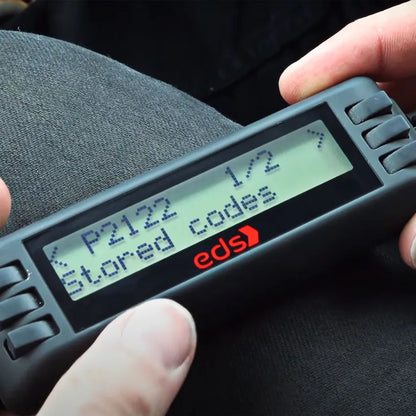 < P2122 1/2 >
Stored codes
eds